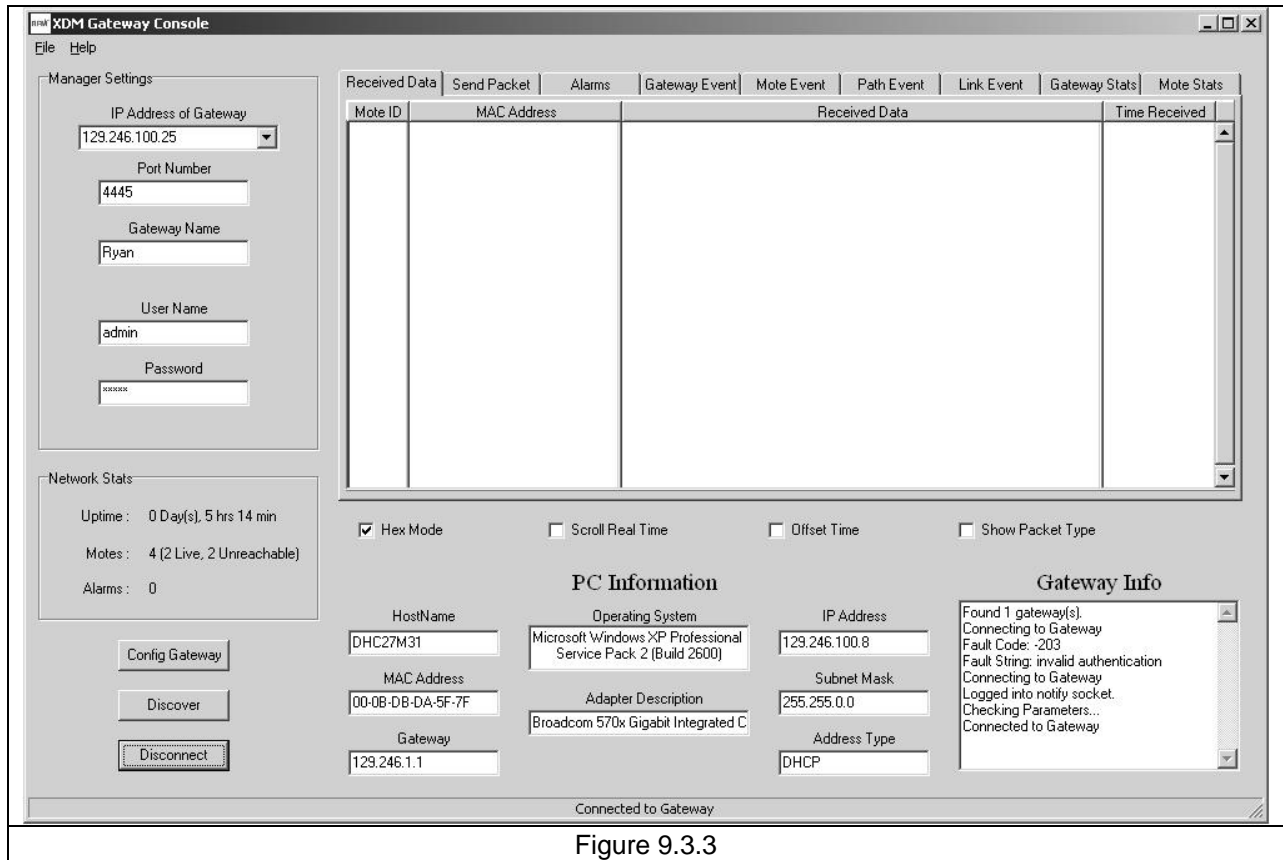 RFM XDM Gateway Console
File Help
Manager Settings
IP Address of Gateway
129.246.100.25
Port Number
4445
Gateway Name
Ryan
User Name
admin
Password
*****
Network Stats
Uptime : 0 Day(s), 5 hrs 14 min
Motes : 4 (2 Live, 2 Unreachable)
Alarms : 0
Config Gateway
Discover
Disconnect
Received Data Send Packet Alarms Gateway Event Mote Event Path Event Link Event Gateway Stats Mote Stats
Mote ID MAC Address Received Data Time Received
Hex Mode Scroll Real Time Offset Time Show Packet Type
PC Information
HostName
DHC27M31
MAC Address
00-0B-DB-DA-5F-7F
Gateway
129.246.1.1
Operating System
Microsoft Windows XP Professional
Service Pack 2 (Build 2600)
Adapter Description
Broadcom 570x Gigabit Integrated C
IP Address
129.246.100.8
Subnet Mask
255.255.0.0
Address Type
DHCP
Gateway Info
Found 1 gateway(s).
Connecting to Gateway
Fault Code: -203
Fault String: invalid authentication
Connecting to Gateway
Logged into notify socket.
Checking Parameters...
Connected to Gateway
Connected to Gateway
Figure 9.3.3